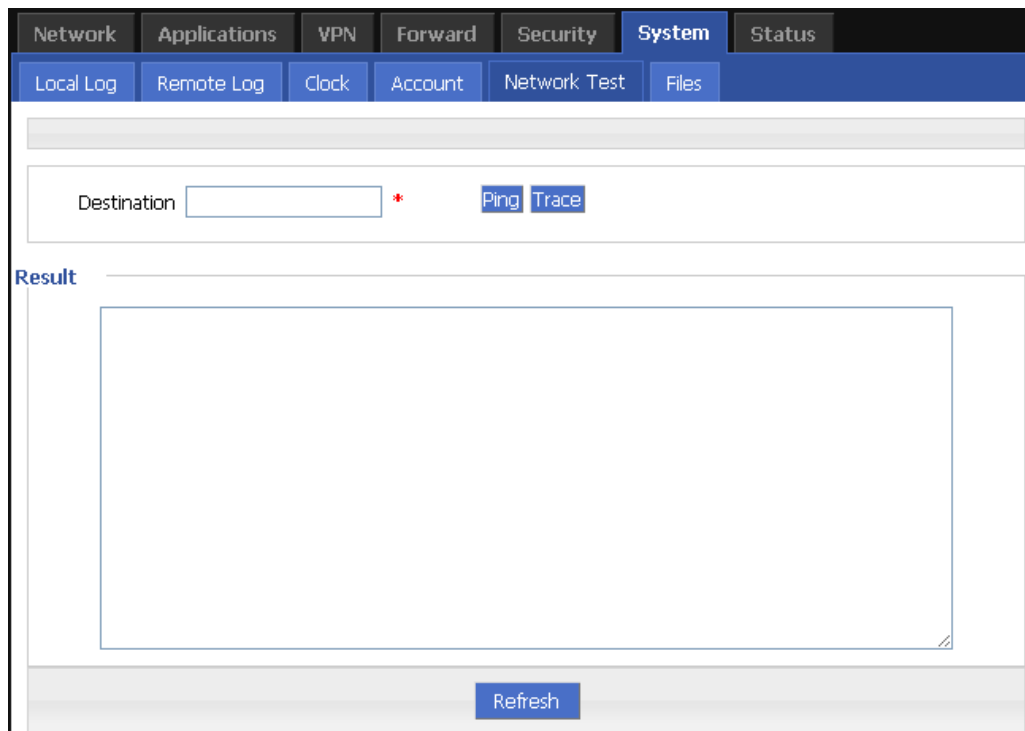 Network Applications VPN Forward Security System Status
Local Log Remote Log Clock Account Network Test Files
Destination * Ping Trace
Result
Refresh